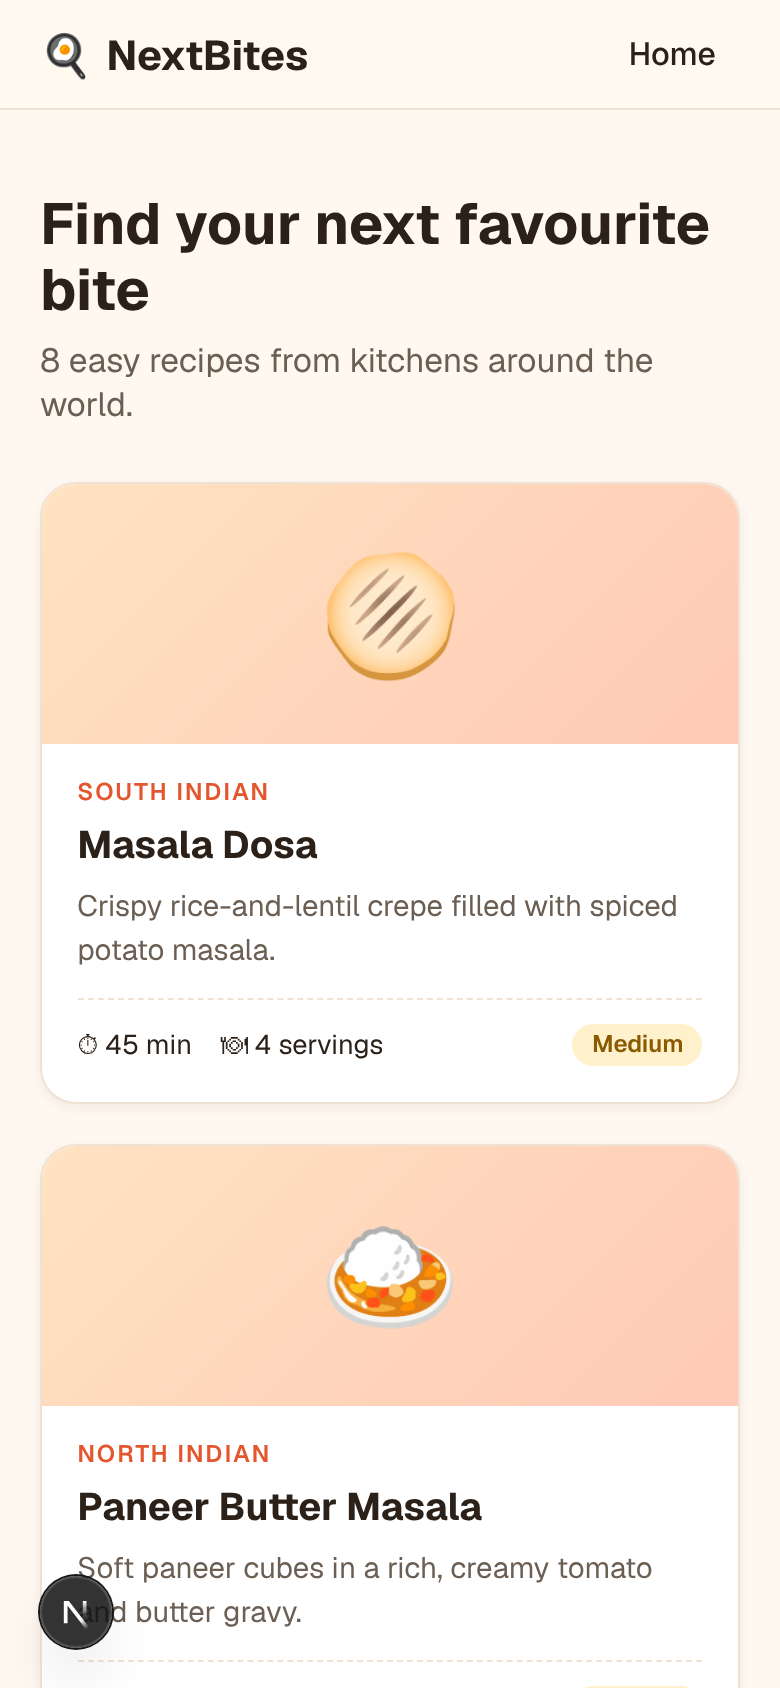 NextBites
Home
Find your next favourite
bite
8 easy recipes from kitchens around the
world.
SOUTH INDIAN
Masala Dosa
Crispy rice-and-lentil crepe filled with spiced
potato masala.
⏱ 45 min 🍽 4 servings
Medium
NORTH INDIAN
Paneer Butter Masala
Soft paneer cubes in a rich, creamy tomato
and butter gravy.
N